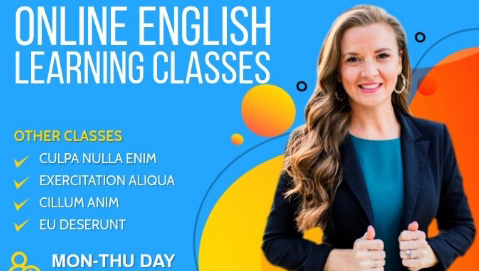 ONLINE ENGLISH
LEARNING CLASSES
OTHER CLASSES
CULPA NULLA ENIM
EXERCITATION ALIQUA
CILLUM ANIM
EU DESERUNT
MON-THU DAY